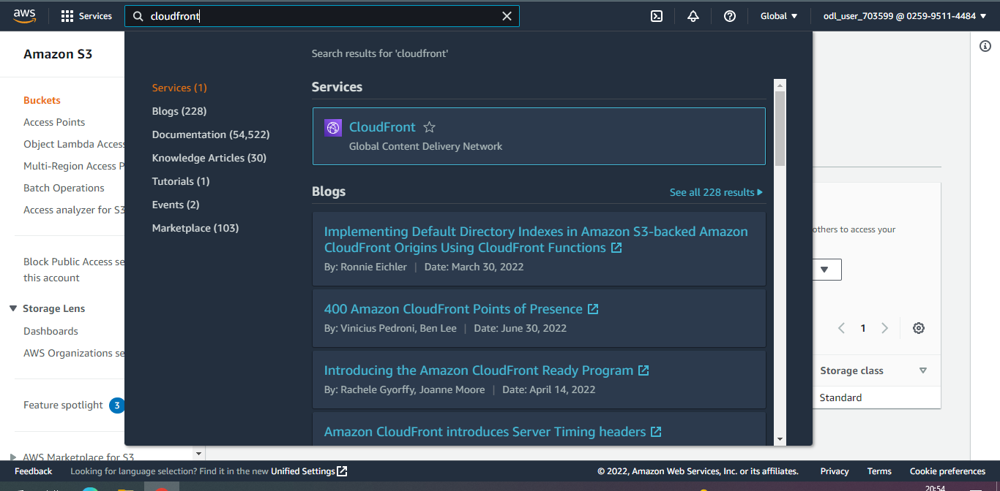 aws
Services
cloudfront
Global
odl_user_703599 @ 0259-9511-4484
Amazon S3
Buckets
Access Points
Object Lambda Access
Multi-Region Access P
Batch Operations
Access analyzer for S3
Block Public Access se
this account
Storage Lens
Dashboards
AWS Organizations se
Feature spotlight
3
AWS Marketplace for S3
Search results for 'cloudfront'
Services (1)
Blogs (228)
Documentation (54,522)
Knowledge Articles (30)
Tutorials (1)
Events (2)
Marketplace (103)
Services
CloudFront
Global Content Delivery Network
Blogs
See all 228 results
Implementing Default Directory Indexes in Amazon S3-backed Amazon
CloudFront Origins Using CloudFront Functions
By: Ronnie Eichler | Date: March 30, 2022
400 Amazon CloudFront Points of Presence
By: Vinicius Pedroni, Ben Lee | Date: June 30, 2022
Introducing the Amazon CloudFront Ready Program
By: Rachele Gyorffy, Joanne Moore | Date: April 14, 2022
Amazon CloudFront introduces Server Timing headers
others to access your
1
Storage class
Standard
Feedback
Looking for language selection? Find it in the new Unified Settings
© 2022, Amazon Web Services, Inc. or its affiliates.
Privacy
Terms
Cookie preferences
20:54